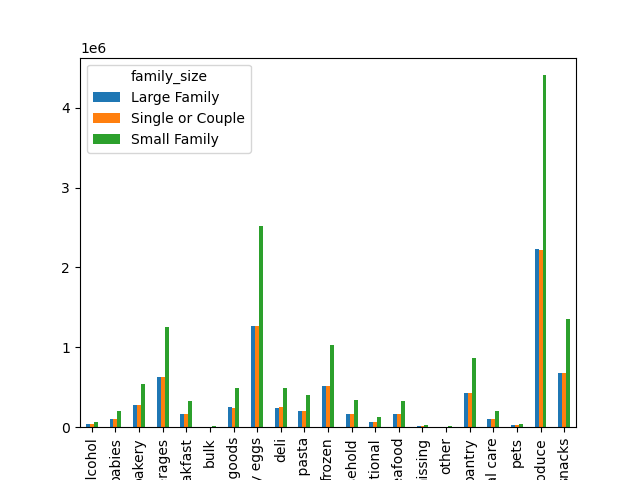 1e6
family_size
Large Family
Single or Couple
Small Family
4
3
2
1
0
lcohol
babies
bakery
erages
akfast
bulk
goods
y eggs
deli
pasta
frozen
ehold
tional
eafood
issing
other
pantry
al care
pets
oduce
snacks